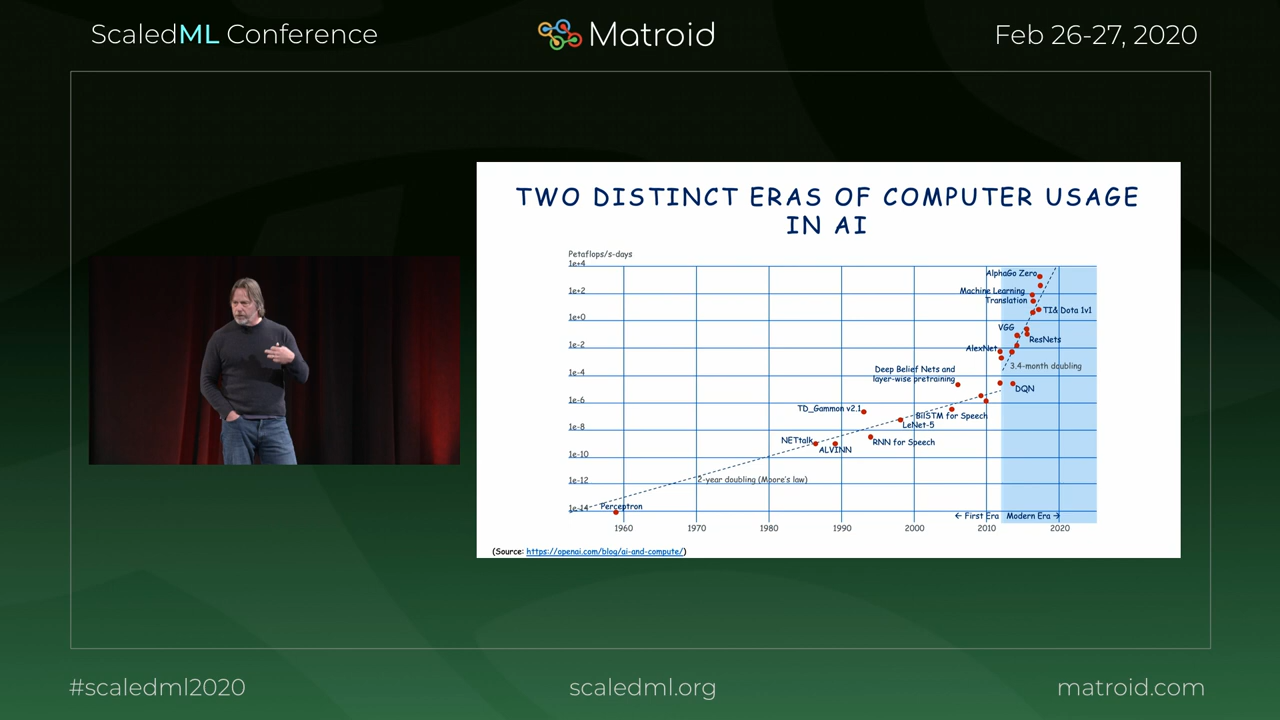 ScaledML Conference
Matroid
Feb 26-27, 2020
TWO DISTINCT ERAS OF COMPUTER USAGE
IN AI
Petaflops/s-days
1e+4
1e+2
1e+0
1e-2
1e-4
1e-6
1e-8
1e-10
1e-12
1e-14
AlphaGo Zero
Machine Learning
Translation
TI& Dota 1v1
VGG
ResNets
AlexNet
3.4-month doubling
Deep Belief Nets and
layer-wise pretraining
DQN
TD_Gammon v2.1
BiLSTM for Speech
LeNet-5
NETtalk
RNN for Speech
ALVINN
2-year doubling (Moore's law)
Perceptron
← First Era
Modern Era →
1960
1970
1980
1990
2000
2010
2020
(Source: https://openai.com/blog/ai-and-compute/)
#scaledml2020
scaledml.org
matroid.com